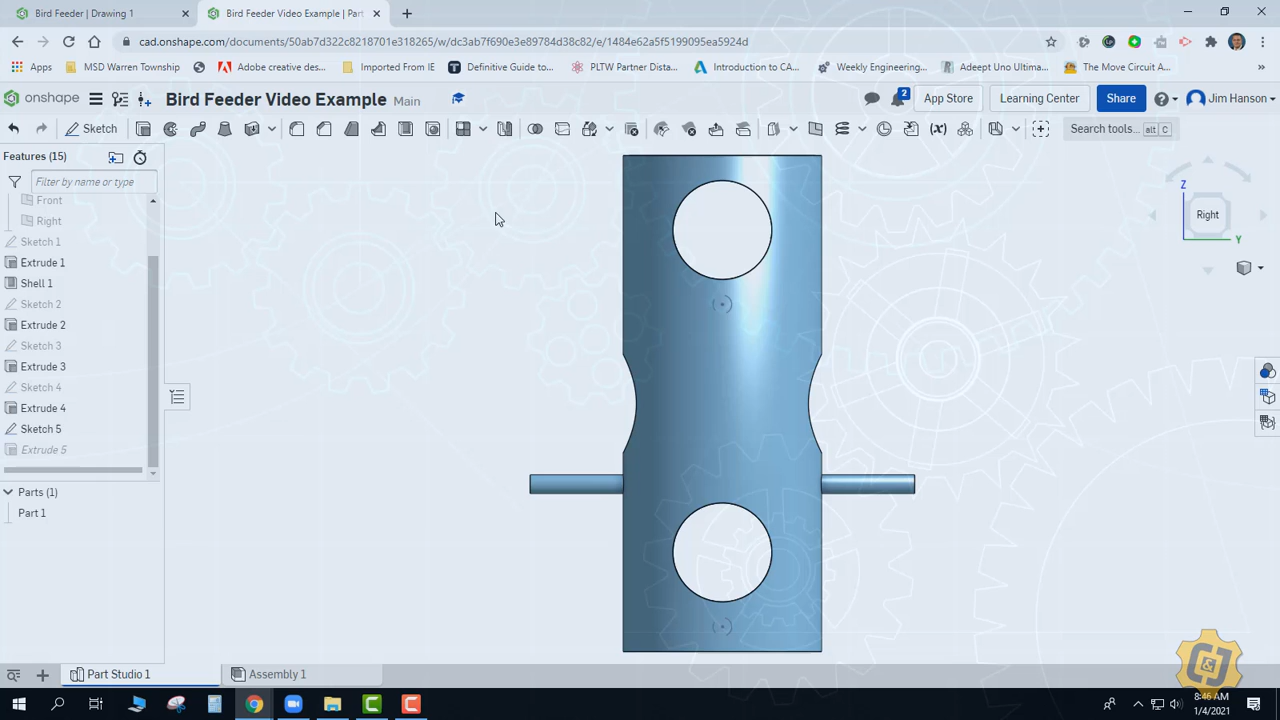 Bird Feeder | Drawing 1
Bird Feeder Video Example | Part
cad.onshape.com/documents/50ab7d322c8218701e318265/w/dc3ab7f690e3e89784d38c82/e/1484e62a5f5199095ea5924d
Apps
MSD Warren Township
Adobe creative des...
Imported From IE
Definitive Guide to...
PLTW Partner Dista...
Introduction to CA...
Weekly Engineering...
Adeept Uno Ultima...
The Move Circuit A...
onshape
Bird Feeder Video Example
Main
2
App Store
Learning Center
Share
Jim Hanson
Sketch
Search tools...
alt
C
Features (15)
Filter by name or type
Front
Right
Sketch 1
Extrude 1
Shell 1
Sketch 2
Extrude 2
Sketch 3
Extrude 3
Sketch 4
Extrude 4
Sketch 5
Extrude 5
Parts (1)
Part 1
Z
Right
Y
Part Studio 1
Assembly 1
8:46 AM
1/4/2021